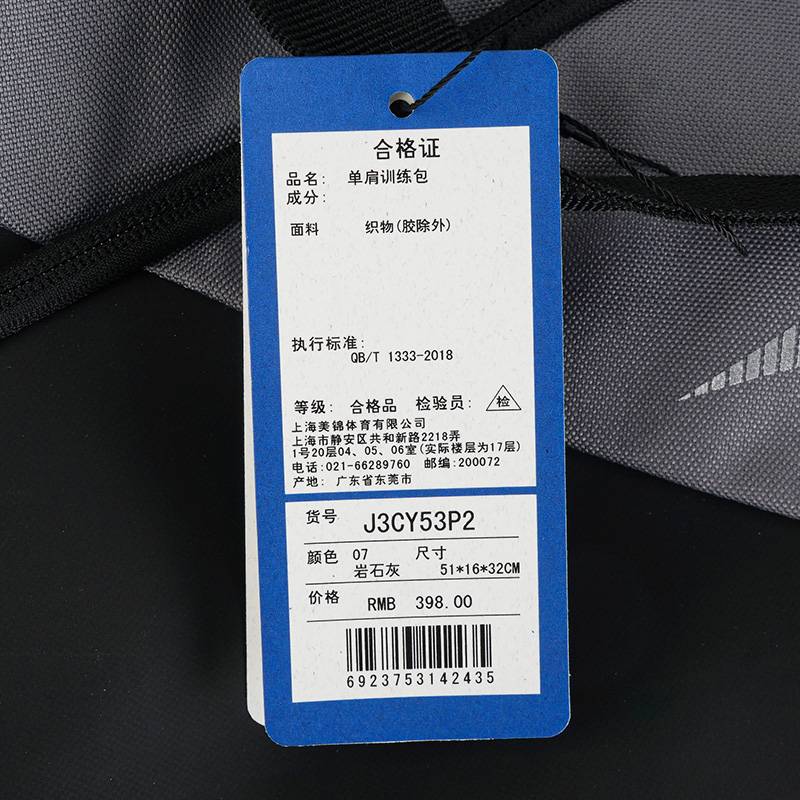 合格证
品名: 单肩训练包
成分:
面料 织物(胶除外)
执行标准:
QB/T 1333-2018
等级: 合格品 检验员: 检
上海美锦体育有限公司
上海市静安区共和新路2218弄
1号20层04、05、06室(实际楼层为17层)
电话:021-66289760 邮编:200072
产地: 广东省东莞市
货号 J3CY53P2
颜色 07 尺寸
岩石灰 51*16*32CM
价格 RMB 398.00
6923753142435